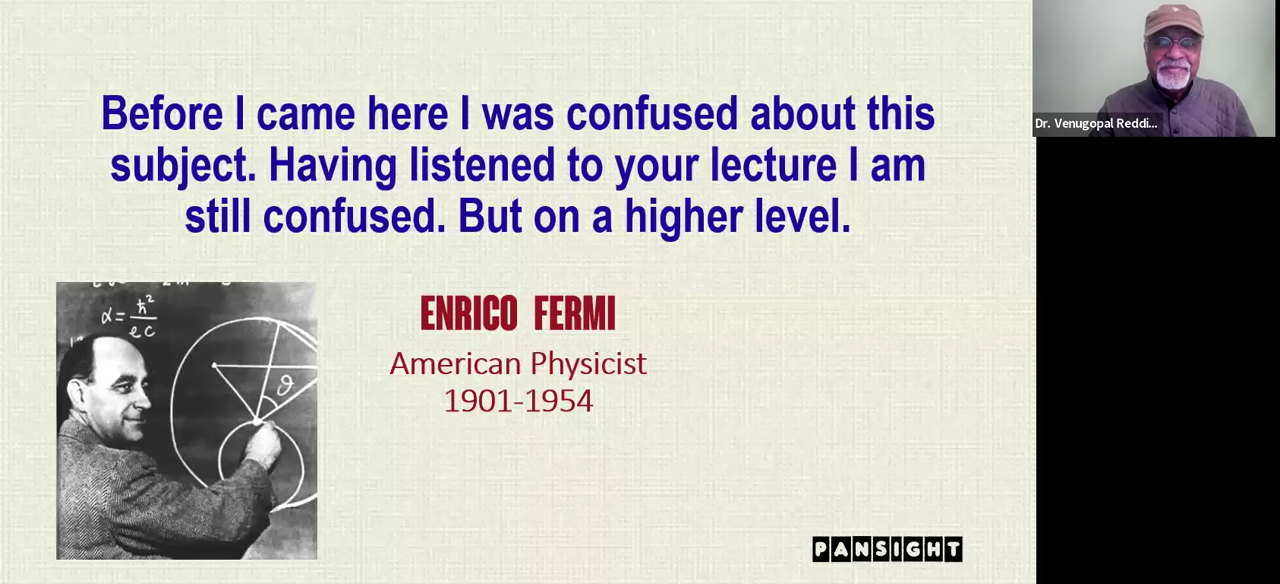 Before I came here I was confused about this
subject. Having listened to your lecture I am
still confused. But on a higher level.
ENRICO FERMI
American Physicist
1901-1954
α = ħ²
e c
ϑ
PANSIGHT
Dr. Venugopal Reddi...